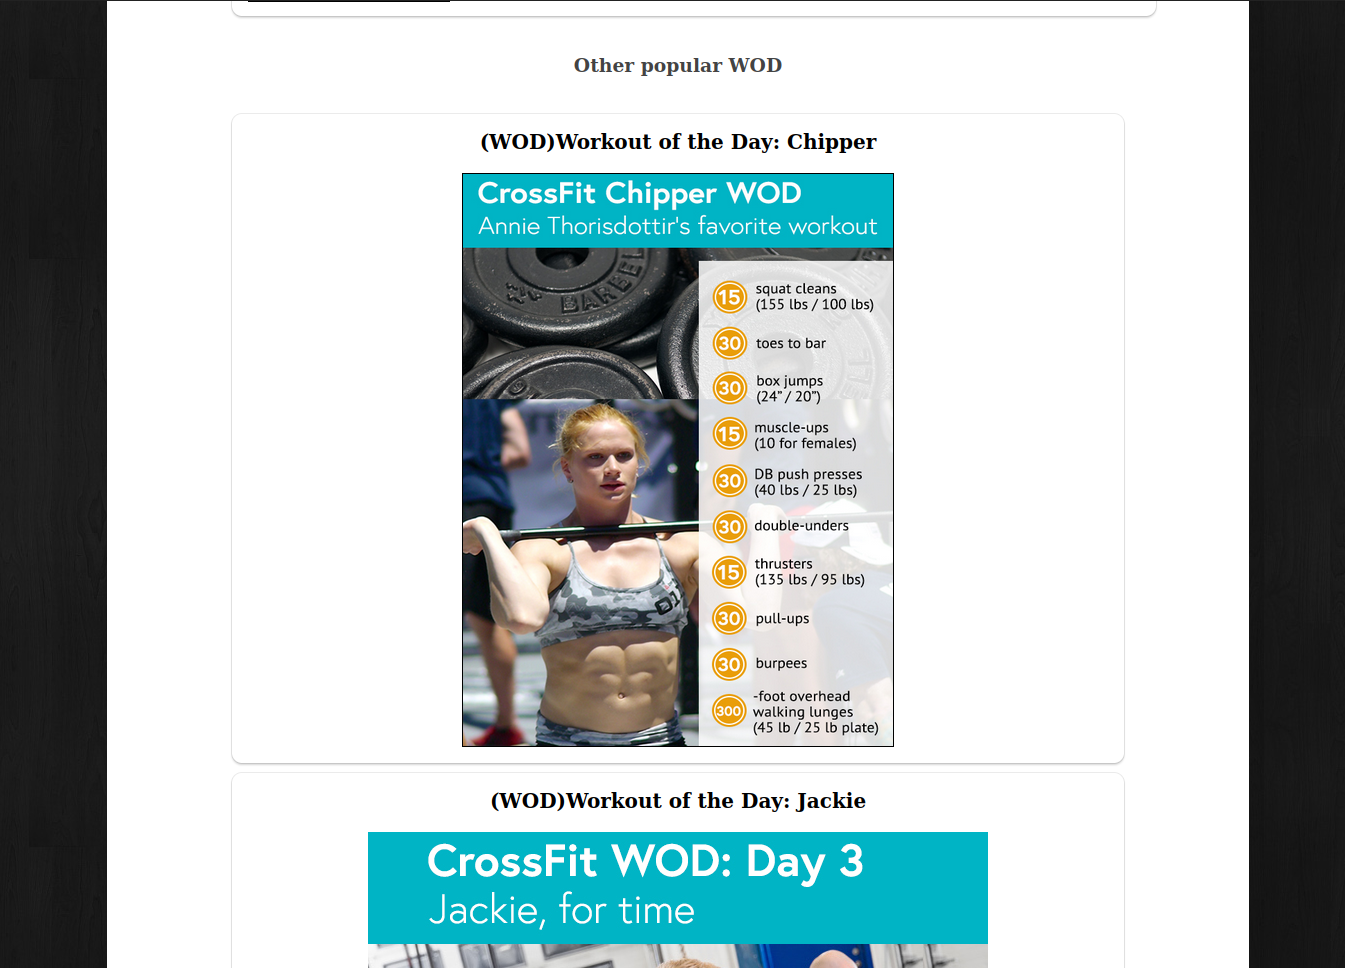 Other popular WOD
(WOD)Workout of the Day: Chipper
CrossFit Chipper WOD
Annie Thorisdottir's favorite workout
BARBELL
15 squat cleans
(155 lbs / 100 lbs)
30 toes to bar
30 box jumps
(24” / 20”)
15 muscle-ups
(10 for females)
30 DB push presses
(40 lbs / 25 lbs)
30 double-unders
15 thrusters
(135 lbs / 95 lbs)
30 pull-ups
30 burpees
300 -foot overhead
walking lunges
(45 lb / 25 lb plate)
(WOD)Workout of the Day: Jackie
CrossFit WOD: Day 3
Jackie, for time